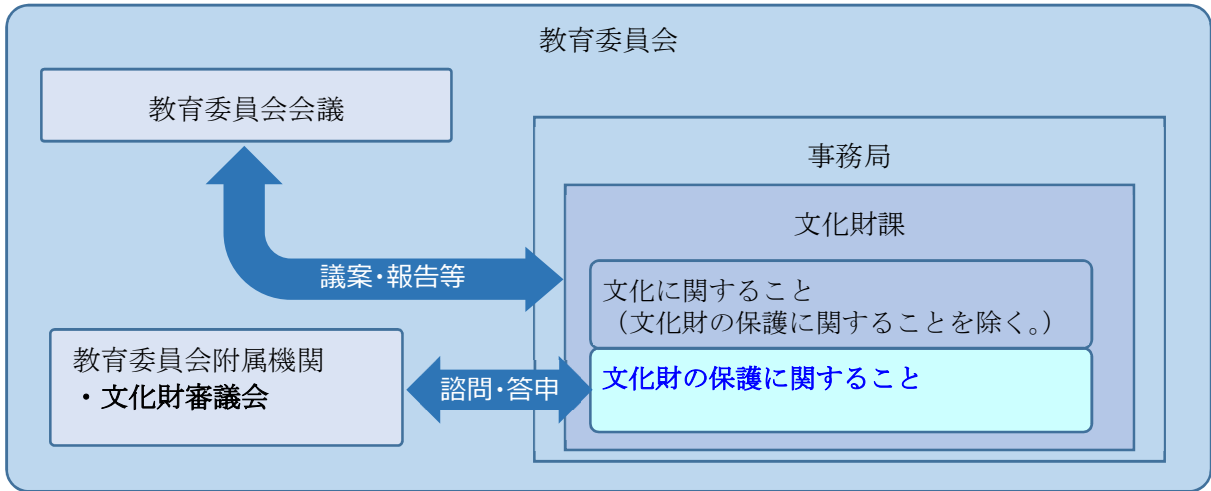 教育委員会
教育委員会会議
事務局
文化財課
議案・報告等
文化に関すること
（文化財の保護に関することを除く。）
教育委員会附属機関
・文化財審議会
諮問・答申
文化財の保護に関すること